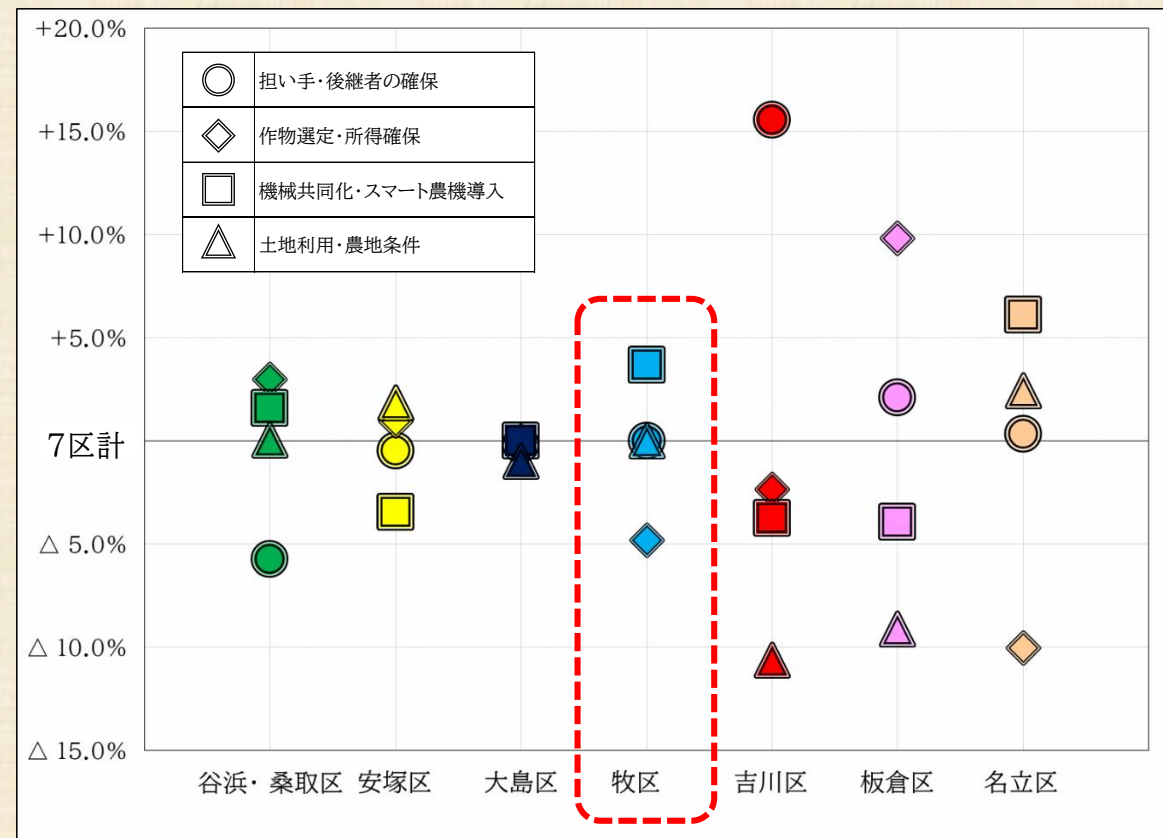 +20.0%
担い手・後継者の確保
作物選定・所得確保
機械共同化・スマート農機導入
土地利用・農地条件
+15.0%
+10.0%
+5.0%
7区計
△ 5.0%
△ 10.0%
△ 15.0%
谷浜・ 桑取区 安塚区 大島区 牧区 吉川区 板倉区 名立区